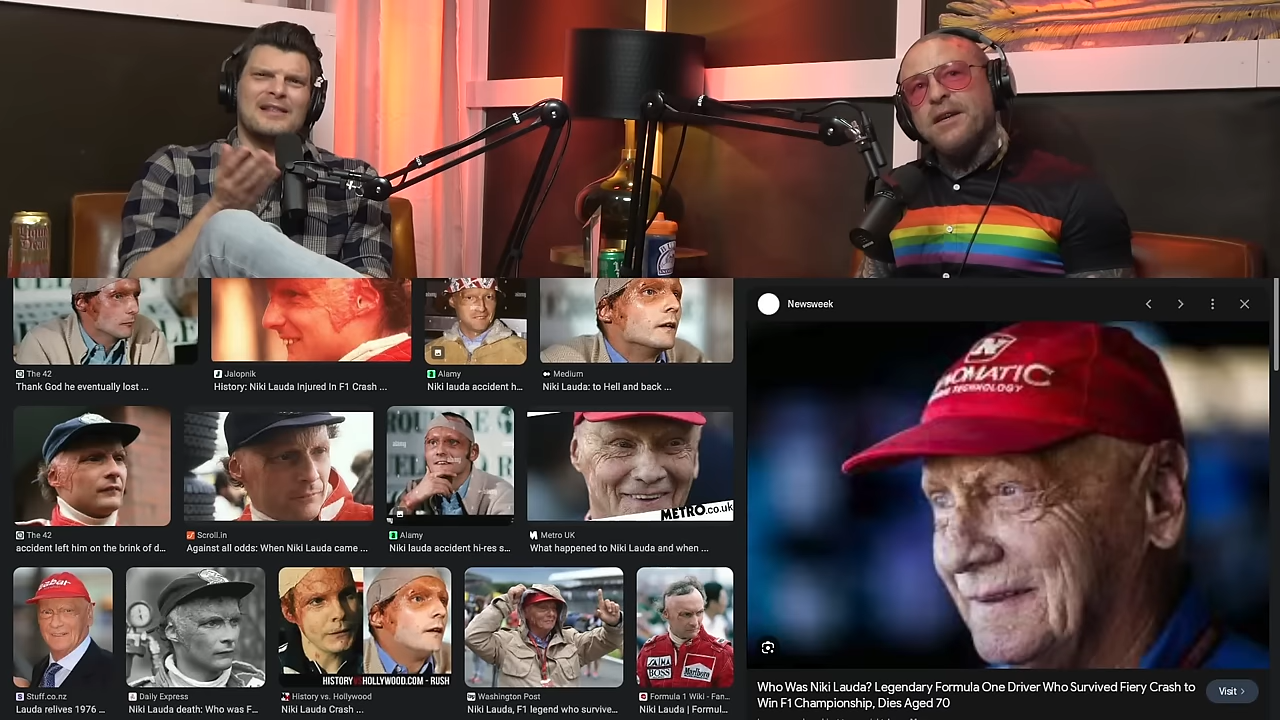 Newsweek
The 42
Thank God he eventually lost ...
Jalopnik
History: Niki Lauda Injured In F1 Crash ...
Alamy
Niki lauda accident h...
Medium
Niki Lauda: to Hell and back ...
The 42
accident left him on the brink of d...
Scroll.in
Against all odds: When Niki Lauda came ...
alamy
Alamy
Niki lauda accident hi-res s...
METRO.co.uk
Metro UK
What happened to Niki Lauda and when ...
Stuff.co.nz
Lauda relives 1976 ...
Daily Express
Niki Lauda death: Who was F...
HISTORYvsHOLLYWOOD.COM - RUSH
History vs. Hollywood
Niki Lauda Crash ...
Washington Post
Niki Lauda, F1 legend who survive...
BOSS
Marlboro
Formula 1 Wiki - Fan...
Niki Lauda | Formul...
TECHNOLOGY
Who Was Niki Lauda? Legendary Formula One Driver Who Survived Fiery Crash to
Win F1 Championship, Dies Aged 70
Visit